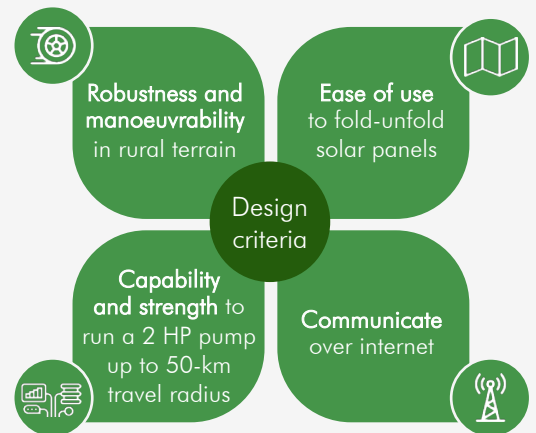 Robustness and
manoeuvrability
in rural terrain
Ease of use
to fold-unfold
solar panels
Design
criteria
Capability
and strength to
run a 2 HP pump
up to 50-km
travel radius
Communicate
over internet